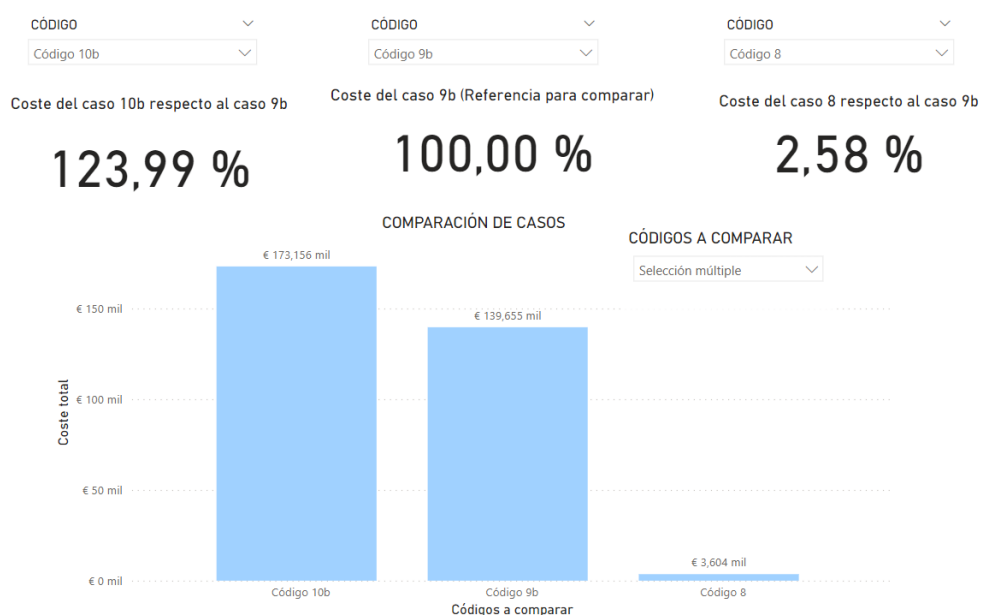 CÓDIGO
Código 10b
CÓDIGO
Código 9b
CÓDIGO
Código 8
Coste del caso 10b respecto al caso 9b
123,99 %
Coste del caso 9b (Referencia para comparar)
100,00 %
Coste del caso 8 respecto al caso 9b
2,58 %
COMPARACIÓN DE CASOS
CÓDIGOS A COMPARAR
Selección múltiple
€ 173,156 mil
€ 139,655 mil
€ 3,604 mil
€ 150 mil
€ 100 mil
€ 50 mil
€ 0 mil
Coste total
Código 10b
Código 9b
Código 8
Códigos a comparar